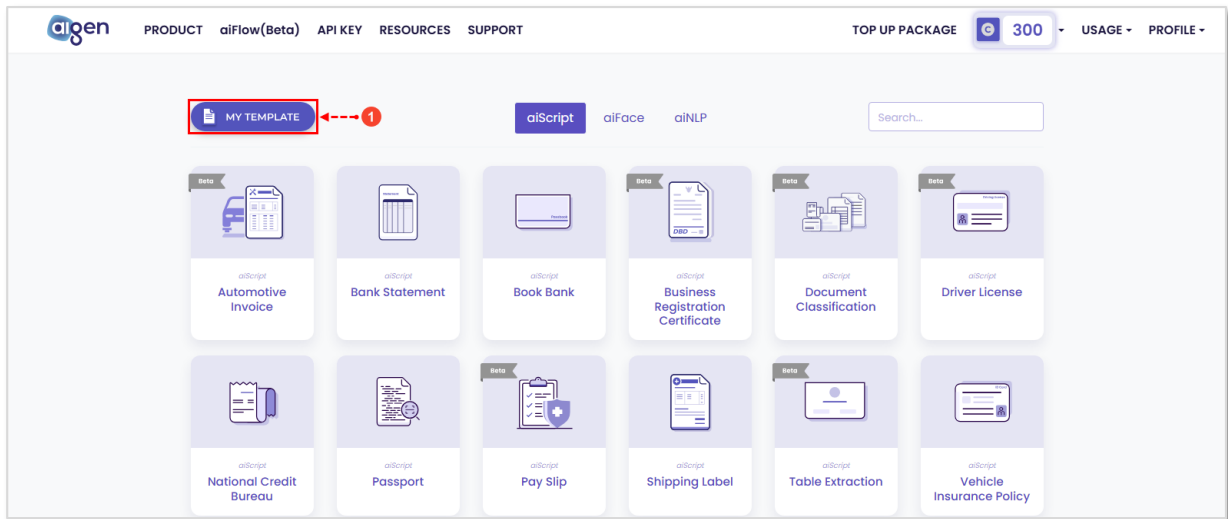 aigen
PRODUCT aiFlow(Beta) API KEY RESOURCES SUPPORT TOP UP PACKAGE C 300 USAGE PROFILE
MY TEMPLATE 1 aiScript aiFace aiNLP Search...
Beta Beta Beta Beta
DBD
aiScript aiScript aiScript aiScript aiScript aiScript
Automotive Bank Statement Book Bank Business Document Driver License
Invoice Registration Classification
Certificate
Beta Beta
aiScript aiScript aiScript aiScript aiScript aiScript
National Credit Passport Pay Slip Shipping Label Table Extraction Vehicle
Bureau Insurance Policy